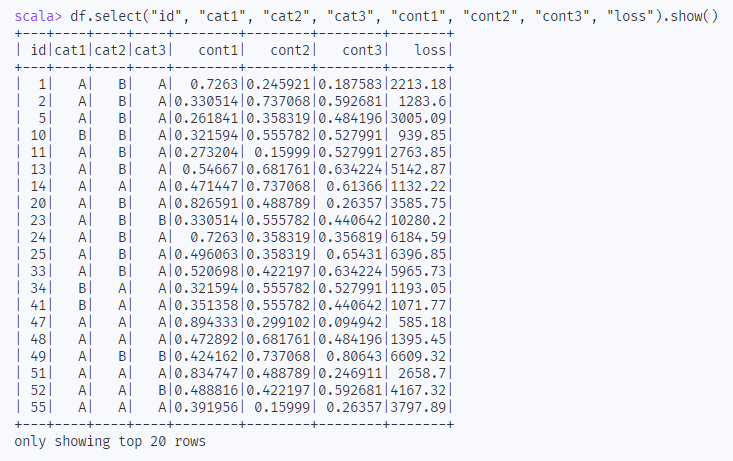 scala> df.select("id", "cat1", "cat2", "cat3", "cont1", "cont2", "cont3", "loss").show()
+---+----+----+----+--------+--------+--------+-------+
| id|cat1|cat2|cat3|   cont1|   cont2|   cont3|   loss|
+---+----+----+----+--------+--------+--------+-------+
|  1|   A|   B|   A|  0.7263|0.245921|0.187583|2213.18|
|  2|   A|   B|   A|0.330514|0.737068|0.592681| 1283.6|
|  5|   A|   B|   A|0.261841|0.358319|0.484196|3005.09|
| 10|   B|   B|   A|0.321594|0.555782|0.527991| 939.85|
| 11|   A|   B|   A|0.273204| 0.15999|0.527991|2763.85|
| 13|   A|   B|   A| 0.54667|0.681761|0.634224|5142.87|
| 14|   A|   A|   A|0.471447|0.737068| 0.61366|1132.22|
| 20|   A|   B|   A|0.826591|0.488789| 0.26357|3585.75|
| 23|   A|   B|   B|0.330514|0.555782|0.440642|10280.2|
| 24|   A|   B|   A|  0.7263|0.358319|0.356819|6184.59|
| 25|   A|   B|   A|0.496063|0.358319| 0.65431|6396.85|
| 33|   A|   B|   A|0.520698|0.422197|0.634224|5965.73|
| 34|   B|   A|   A|0.321594|0.555782|0.527991|1193.05|
| 41|   B|   A|   A|0.351358|0.555782|0.440642|1071.77|
| 47|   A|   A|   A|0.894333|0.299102|0.094942| 585.18|
| 48|   A|   A|   A|0.472892|0.681761|0.484196|1395.45|
| 49|   A|   B|   B|0.424162|0.737068| 0.80643|6609.32|
| 51|   A|   A|   A|0.834747|0.488789|0.246911| 2658.7|
| 52|   A|   A|   B|0.488816|0.422197|0.592681|4167.32|
| 55|   A|   A|   A|0.391956| 0.15999| 0.26357|3797.89|
+---+----+----+----+--------+--------+--------+-------+
only showing top 20 rows